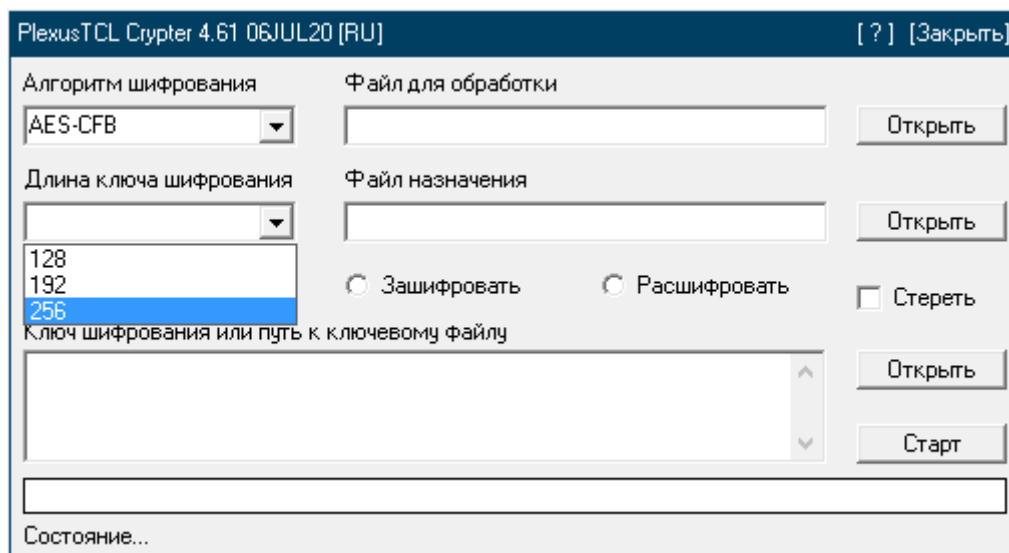 PlexusTCL Crypter 4.61 06JUL20 [RU] [ ? ] [Закрыть]
Алгоритм шифрования Файл для обработки
AES-CFB Открыть
Длина ключа шифрования Файл назначения
Открыть
128
192 Зашифровать Расшифровать
256 Стереть
Ключ шифрования или путь к ключевому файлу
Открыть
Старт
Состояние...